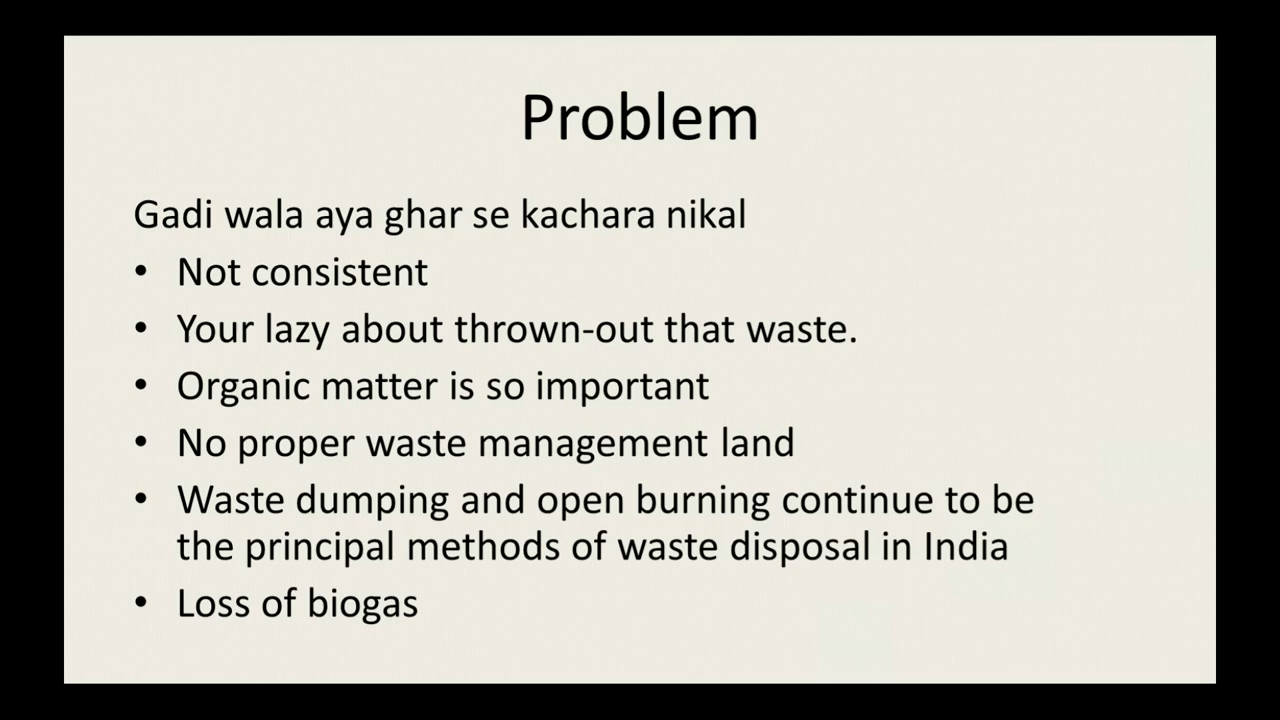 Problem
Gadi wala aya ghar se kachara nikal
• Not consistent
• Your lazy about thrown-out that waste.
• Organic matter is so important
• No proper waste management land
• Waste dumping and open burning continue to be
the principal methods of waste disposal in India
• Loss of biogas